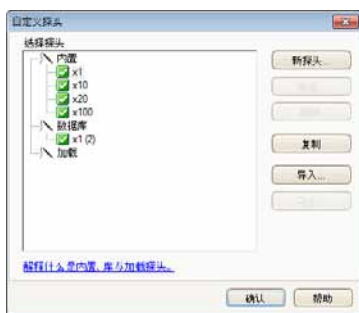 自定义探头
选择探头
内置
x1
x10
x20
x100
数据库
x1 (2)
加载
新探头...
复制
导入...
解释什么是内置、库与加载探头。
确认
帮助